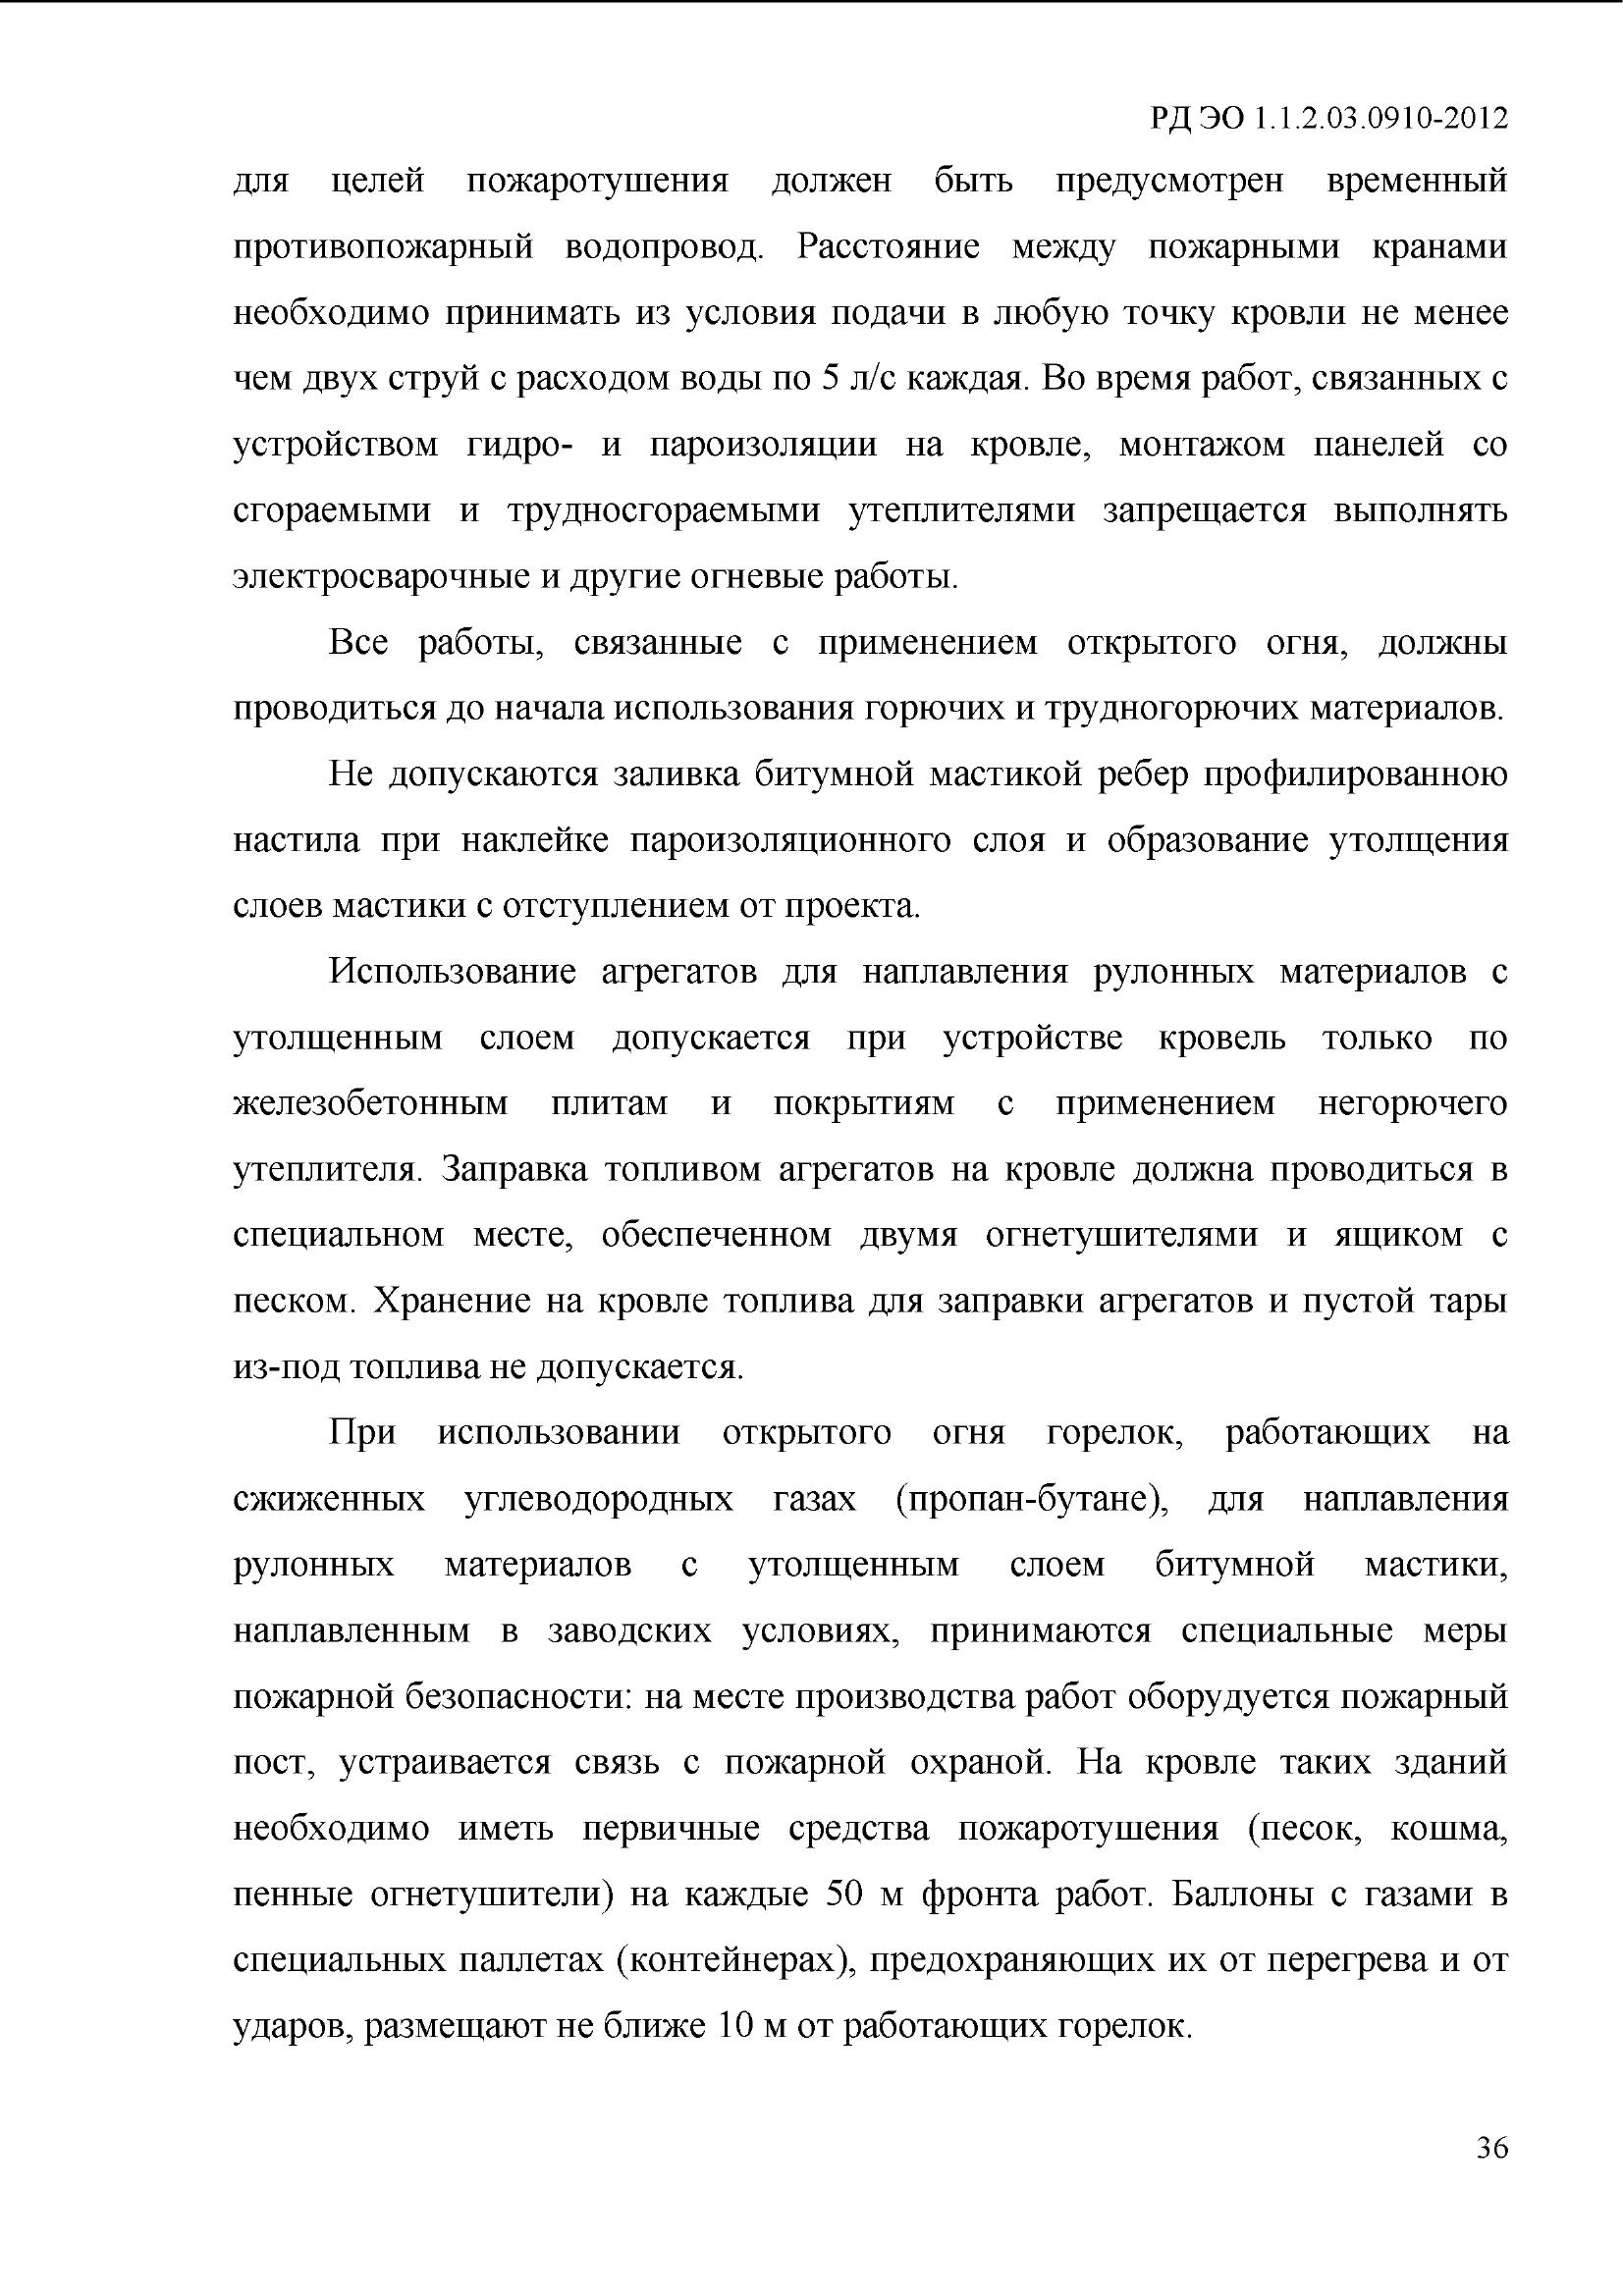 РД ЭО 1.1.2.03.0910-2012
для целей пожаротушения должен быть предусмотрен временный
противопожарный водопровод. Расстояние между пожарными кранами
необходимо принимать из условия подачи в любую точку кровли не менее
чем двух струй с расходом воды по 5 л/с каждая. Во время работ, связанных с
устройством гидро- и пароизоляции на кровле, монтажом панелей со
сгораемыми и трудносгораемыми утеплителями запрещается выполнять
электросварочные и другие огневые работы.
Все работы, связанные с применением открытого огня, должны
проводиться до начала использования горючих и трудногорючих материалов.
Не допускаются заливка битумной мастикой ребер профилированною
настила при наклейке пароизоляционного слоя и образование утолщения
слоев мастики с отступлением от проекта.
Использование агрегатов для наплавления рулонных материалов с
утолщенным слоем допускается при устройстве кровель только по
железобетонным плитам и покрытиям с применением негорючего
утеплителя. Заправка топливом агрегатов на кровле должна проводиться в
специальном месте, обеспеченном двумя огнетушителями и ящиком с
песком. Хранение на кровле топлива для заправки агрегатов и пустой тары
из-под топлива не допускается.
При использовании открытого огня горелок, работающих на
сжиженных углеводородных газах (пропан-бутане), для наплавления
рулонных материалов с утолщенным слоем битумной мастики,
наплавленным в заводских условиях, принимаются специальные меры
пожарной безопасности: на месте производства работ оборудуется пожарный
пост, устраивается связь с пожарной охраной. На кровле таких зданий
необходимо иметь первичные средства пожаротушения (песок, кошма,
пенные огнетушители) на каждые 50 м фронта работ. Баллоны с газами в
специальных паллетах (контейнерах), предохраняющих их от перегрева и от
ударов, размещают не ближе 10 м от работающих горелок.
36